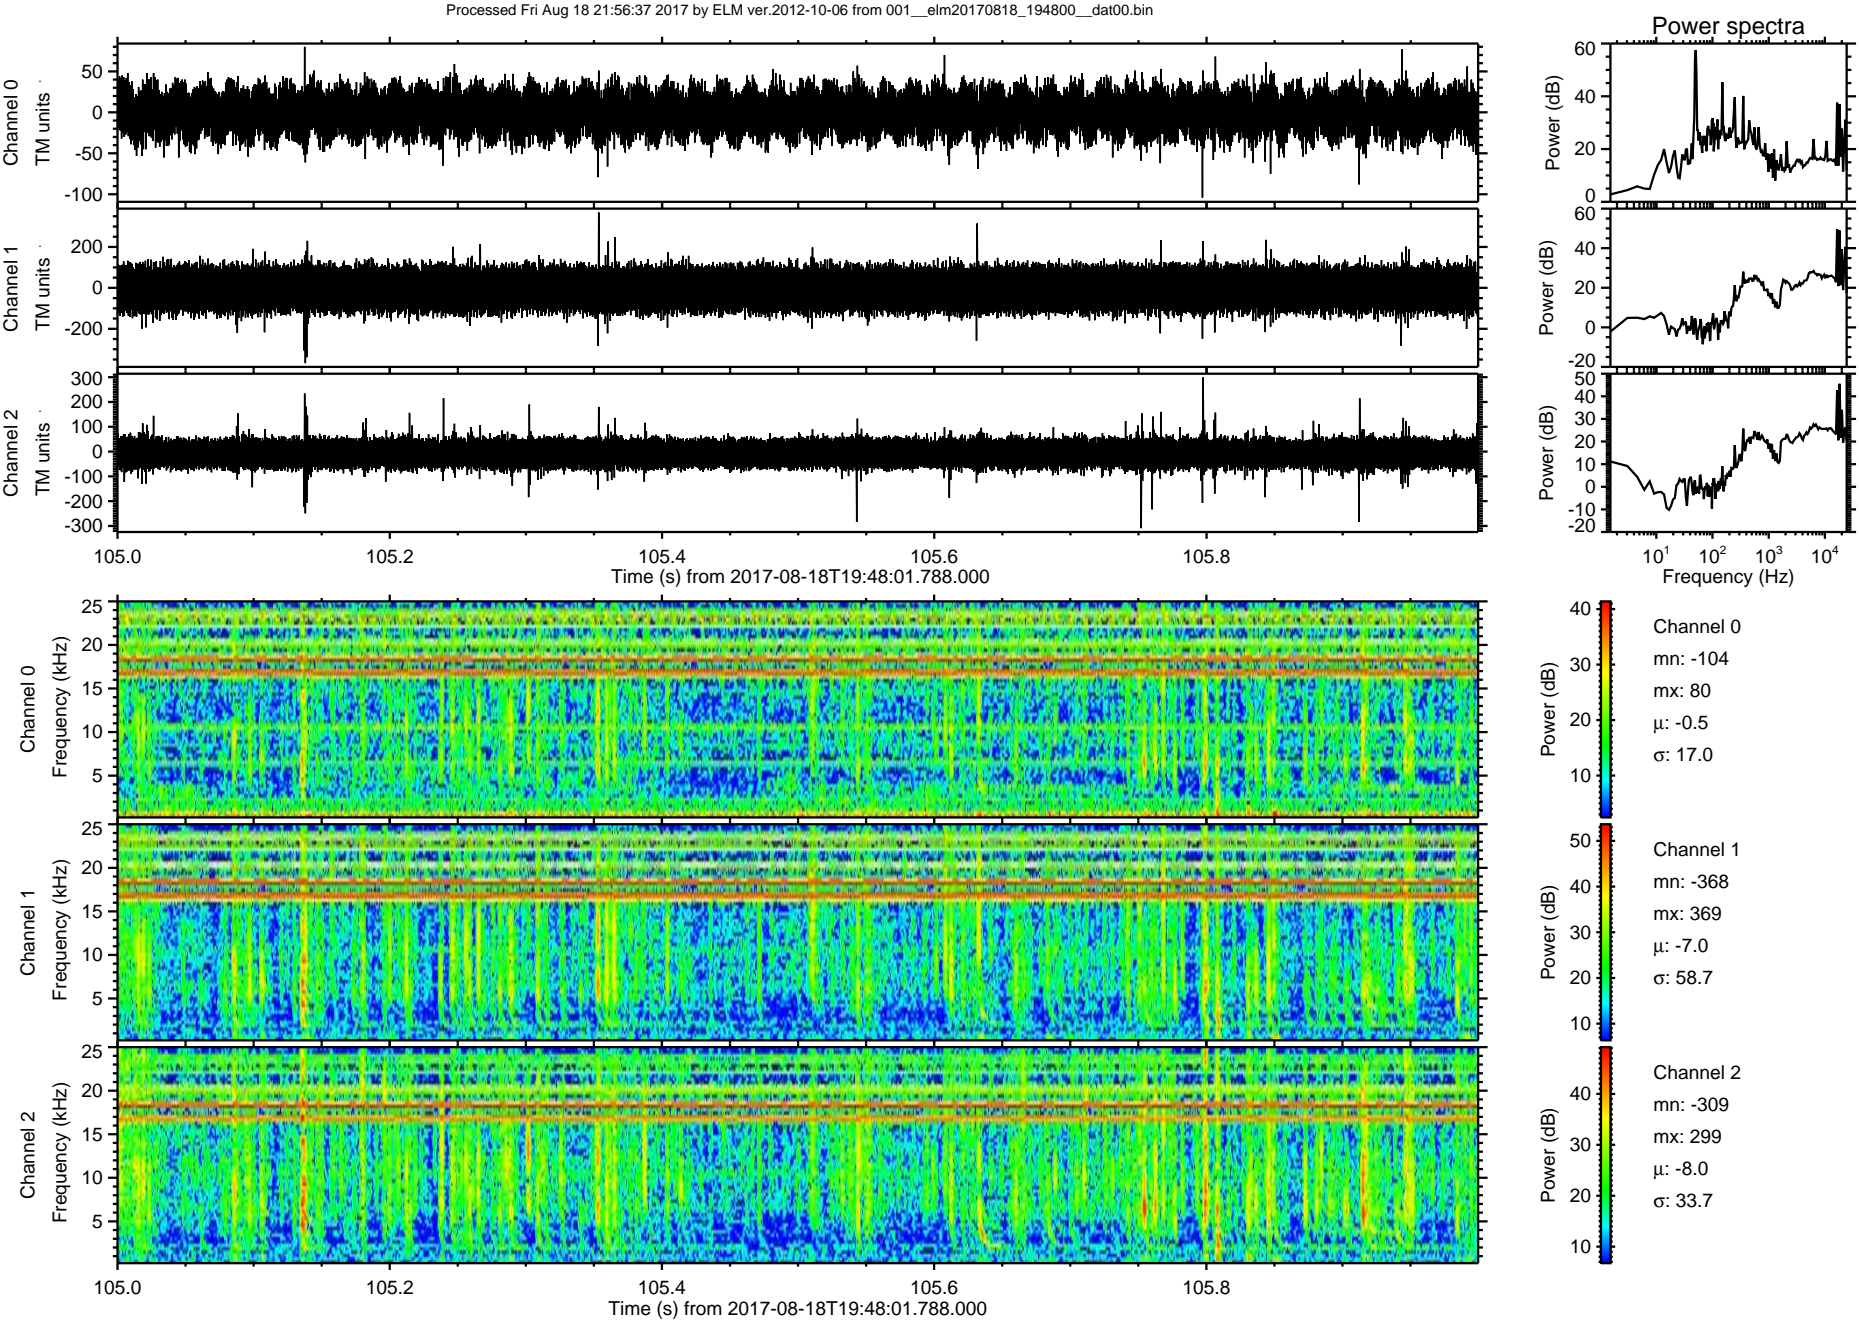 Processed Fri Aug 18 21:56:37 2017 by ELM ver.2012-10-06 from 001__elm20170818_194800__dat00.bin
Power spectra
Channel 0
TM units
50
0
-50
-100
Power (dB)
60
40
20
0
Channel 1
TM units
200
0
-200
Power (dB)
60
40
20
0
-20
Channel 2
TM units
300
200
100
0
-100
-200
-300
Power (dB)
50
40
30
20
10
0
-10
-20
105.0 105.2 105.4 105.6 105.8
Time (s) from 2017-08-18T19:48:01.788.000
10¹ 10² 10³ 10⁴
Frequency (Hz)
Channel 0
Frequency (kHz)
25
20
15
10
5
Power (dB)
40
30
20
10
Channel 0
mn: -104
mx: 80
μ: -0.5
σ: 17.0
Channel 1
Frequency (kHz)
25
20
15
10
5
Power (dB)
50
40
30
20
10
Channel 1
mn: -368
mx: 369
μ: -7.0
σ: 58.7
Channel 2
Frequency (kHz)
25
20
15
10
5
Power (dB)
40
30
20
10
Channel 2
mn: -309
mx: 299
μ: -8.0
σ: 33.7
105.0 105.2 105.4 105.6 105.8
Time (s) from 2017-08-18T19:48:01.788.000